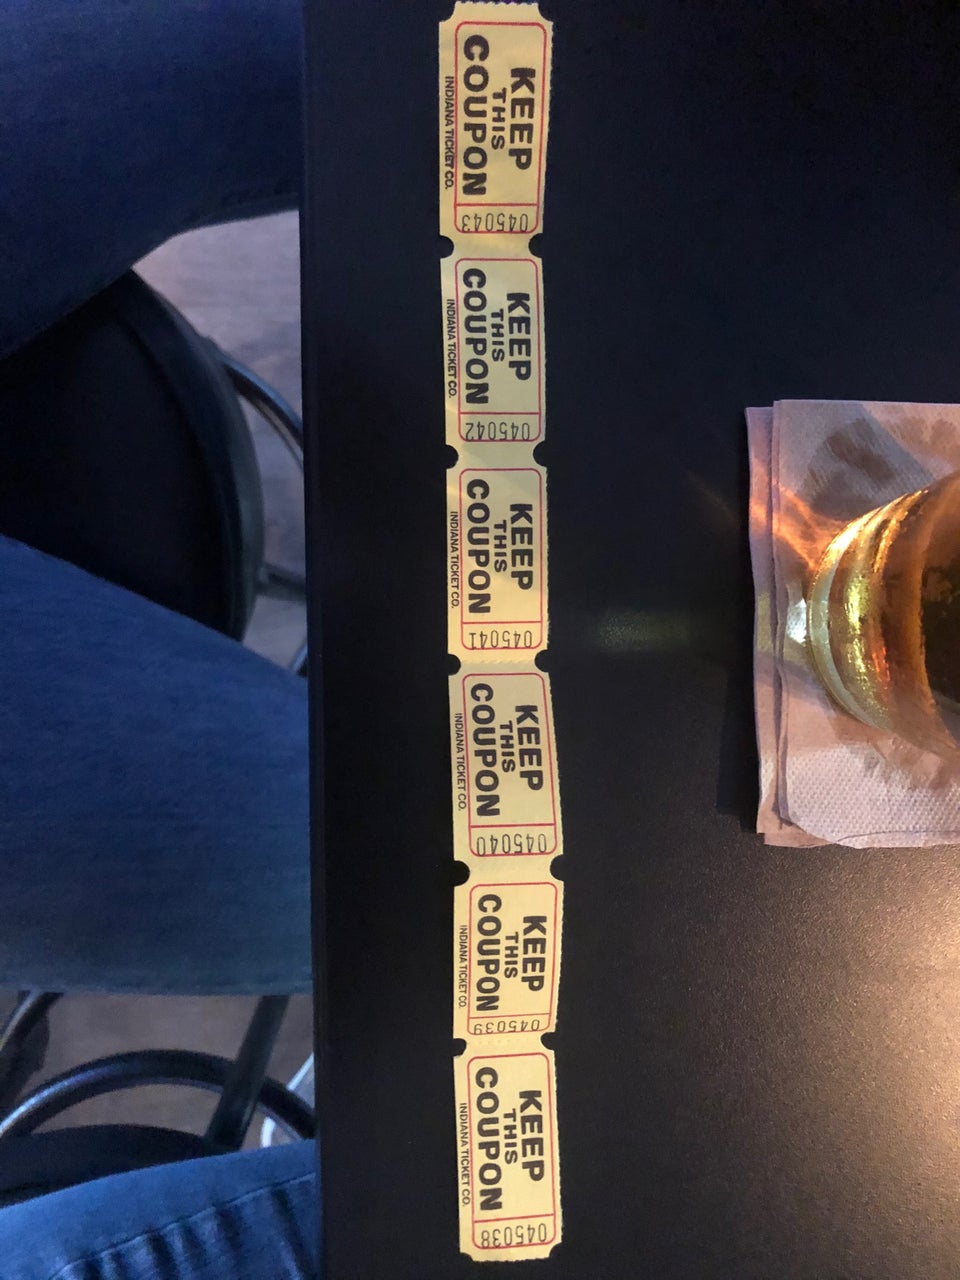 KEEP
THIS
COUPON
INDIANA TICKET CO.
045043
KEEP
THIS
COUPON
INDIANA TICKET CO.
045042
KEEP
THIS
COUPON
INDIANA TICKET CO.
045041
KEEP
THIS
COUPON
INDIANA TICKET CO.
045040
KEEP
THIS
COUPON
INDIANA TICKET CO.
045039
KEEP
THIS
COUPON
INDIANA TICKET CO.
045038